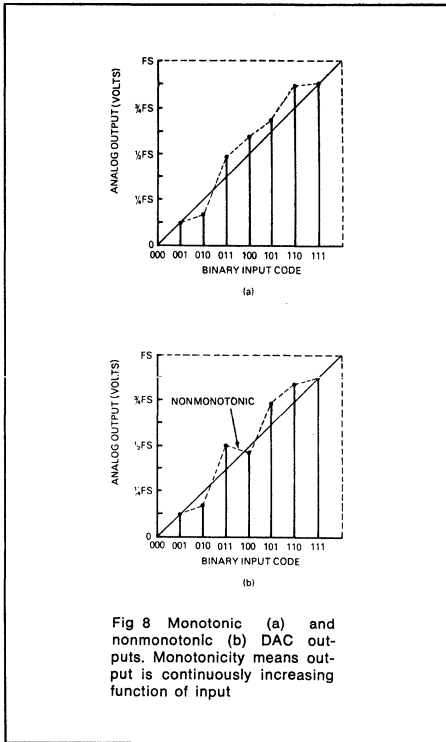 FS
¾FS
½FS
¼FS
0
ANALOG OUTPUT (VOLTS)
000 001 010 011 100 101 110 111
BINARY INPUT CODE
(a)
FS
¾FS
NONMONOTONIC
½FS
¼FS
0
ANALOG OUTPUT (VOLTS)
000 001 010 011 100 101 110 111
BINARY INPUT CODE
(b)
Fig 8 Monotonic (a) and
nonmonotonic (b) DAC out-
puts. Monotonicity means out-
put is continuously increasing
function of input